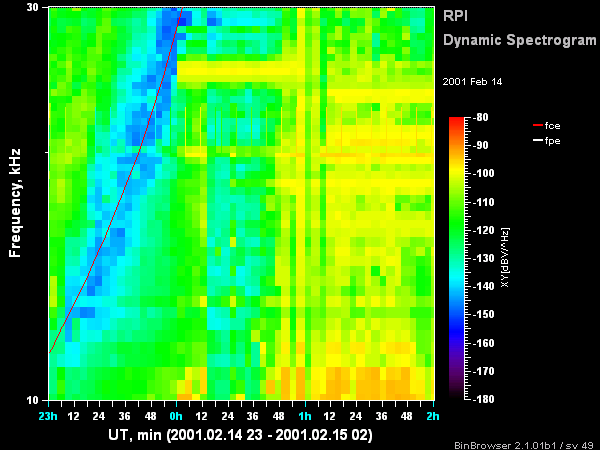 RPI
Dynamic Spectrogram
2001 Feb 14
30
10
Frequency, kHz
23h 12 24 36 48 0h 12 24 36 48 1h 12 24 36 48 2h
UT, min (2001.02.14 23 - 2001.02.15 02)
-80
-90
-100
-110
-120
-130
-140
-150
-160
-170
-180
XY[dBV/√Hz]
fce
fpe
BinBrowser 2.1.01b1 / sv 49